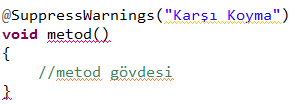 @SuppressWarnings("Karşı Koyma")
void metod()
{
//metod gövdesi
}